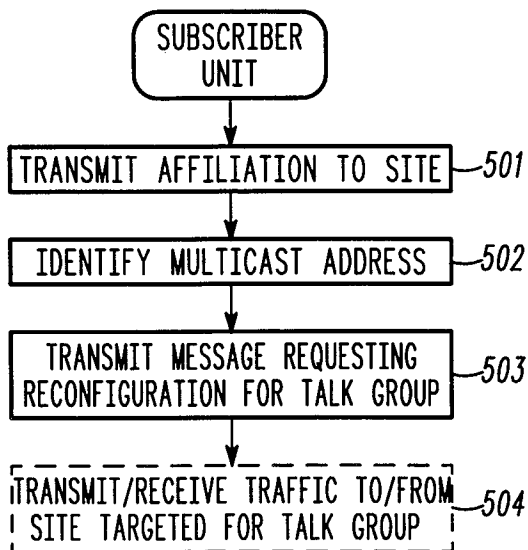 SUBSCRIBER
UNIT
TRANSMIT AFFILIATION TO SITE
501
IDENTIFY MULTICAST ADDRESS
502
TRANSMIT MESSAGE REQUESTING
RECONFIGURATION FOR TALK GROUP
503
TRANSMIT/RECEIVE TRAFFIC TO/FROM
SITE TARGETED FOR TALK GROUP
504